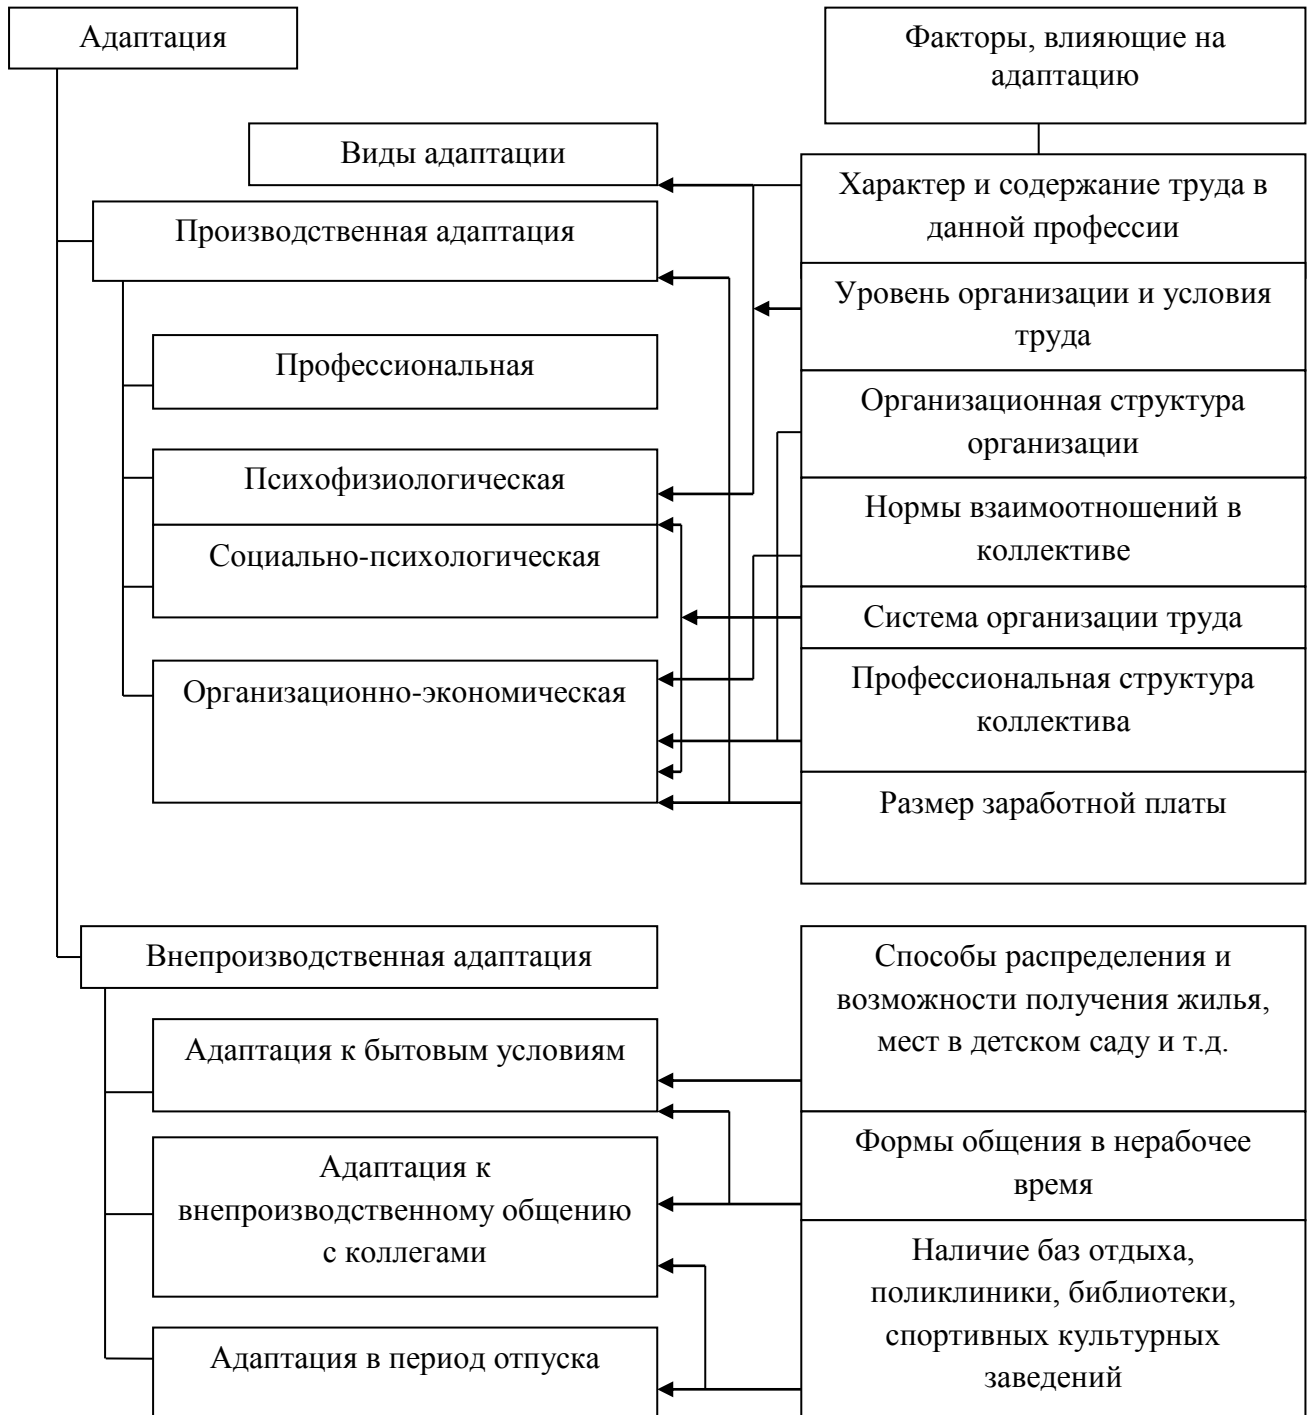 Адаптация
Факторы, влияющие на
адаптацию
Виды адаптации
Характер и содержание труда в
данной профессии
Производственная адаптация
Уровень организации и условия
труда
Профессиональная
Организационная структура
организации
Психофизиологическая
Нормы взаимоотношений в
коллективе
Социально-психологическая
Система организации труда
Организационно-экономическая
Профессиональная структура
коллектива
Размер заработной платы
Внепроизводственная адаптация
Способы распределения и
возможности получения жилья,
мест в детском саду и т.д.
Адаптация к бытовым условиям
Формы общения в нерабочее
время
Адаптация к
внепроизводственному общению
с коллегами
Наличие баз отдыха,
поликлиники, библиотеки,
спортивных культурных
заведений
Адаптация в период отпуска